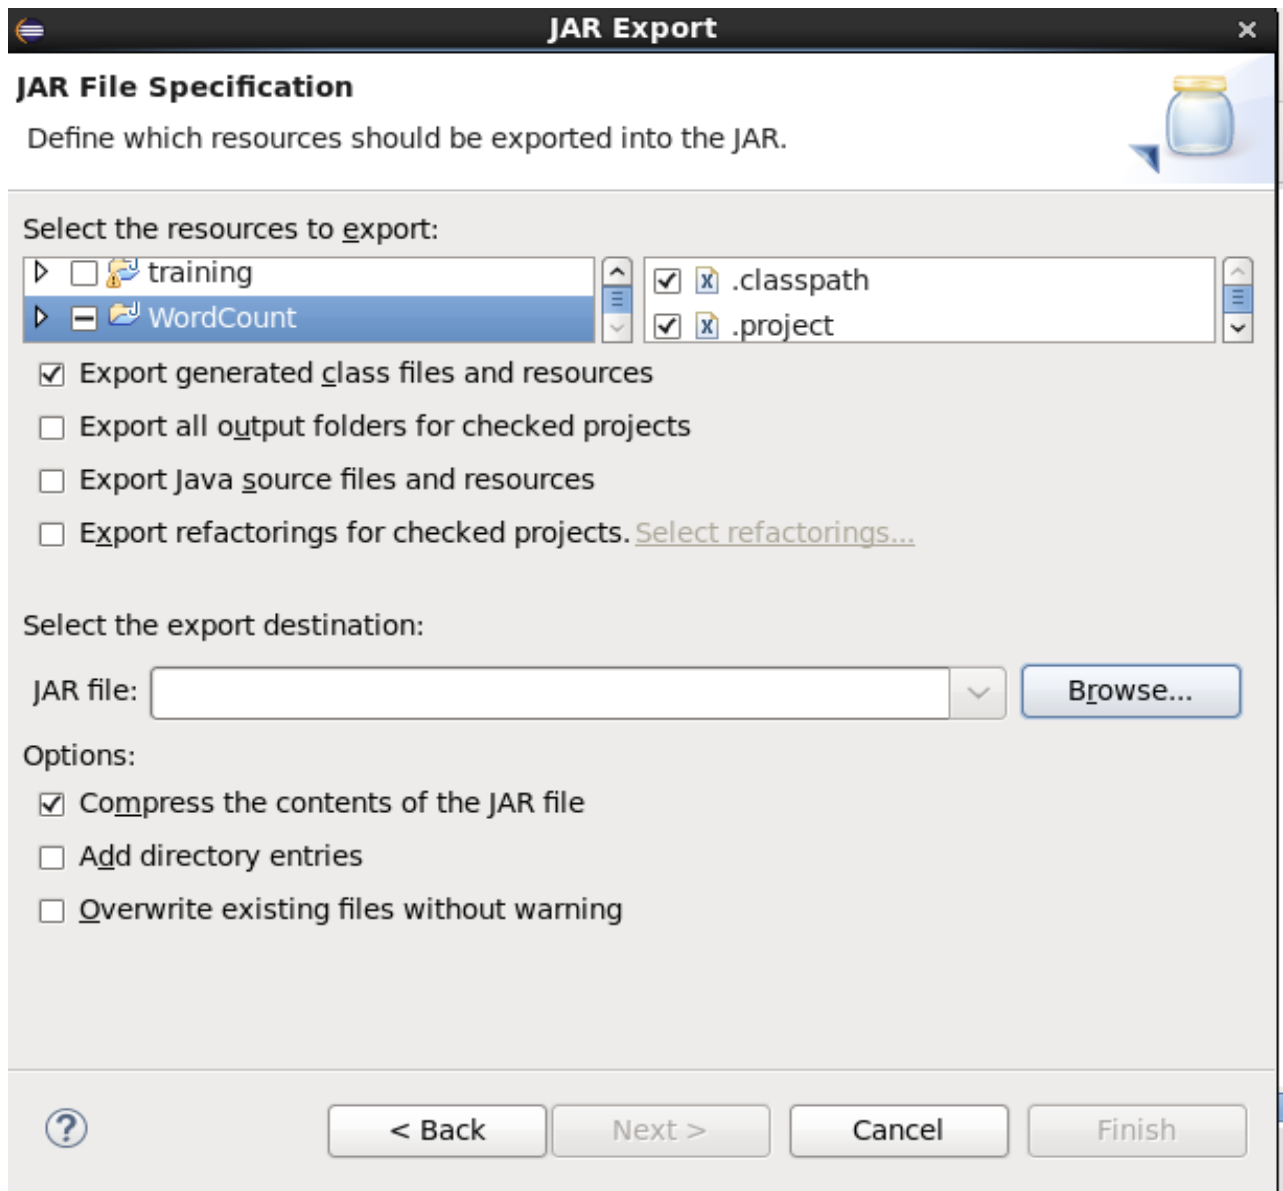 JAR Export
JAR File Specification
Define which resources should be exported into the JAR.
Select the resources to export:
training
WordCount
.classpath
.project
Export generated class files and resources
Export all output folders for checked projects
Export Java source files and resources
Export refactorings for checked projects. Select refactorings...
Select the export destination:
JAR file: Browse...
Options:
Compress the contents of the JAR file
Add directory entries
Overwrite existing files without warning
< Back Next > Cancel Finish